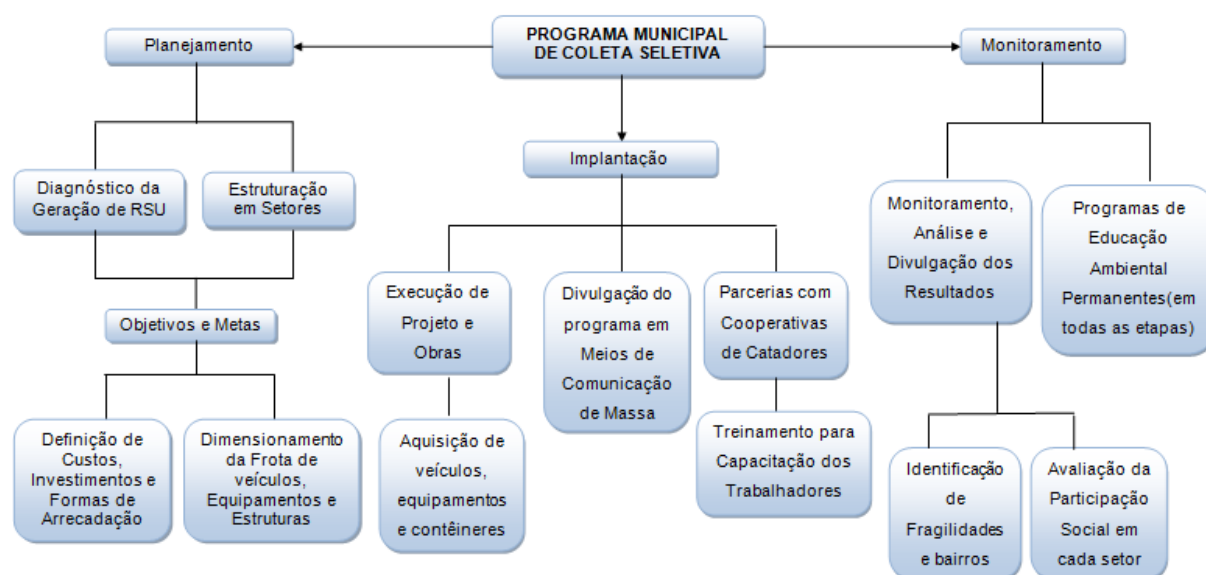 PROGRAMA MUNICIPAL
DE COLETA SELETIVA
Planejamento
Diagnóstico da
Geração de RSU
Estruturação
em Setores
Objetivos e Metas
Definição de
Custos,
Investimentos e
Formas de
Arrecadação
Dimensionamento
da Frota de
veículos,
Equipamentos e
Estruturas
Implantação
Execução de
Projeto e
Obras
Aquisição de
veículos,
equipamentos
e contêineres
Divulgação do
programa em
Meios de
Comunicação
de Massa
Parcerias com
Cooperativas
de Catadores
Treinamento para
Capacitação dos
Trabalhadores
Monitoramento
Monitoramento,
Análise e
Divulgação dos
Resultados
Programas de
Educação
Ambiental
Permanentes(em
todas as etapas)
Identificação
de
Fragilidades
e bairros
Avaliação da
Participação
Social em
cada setor